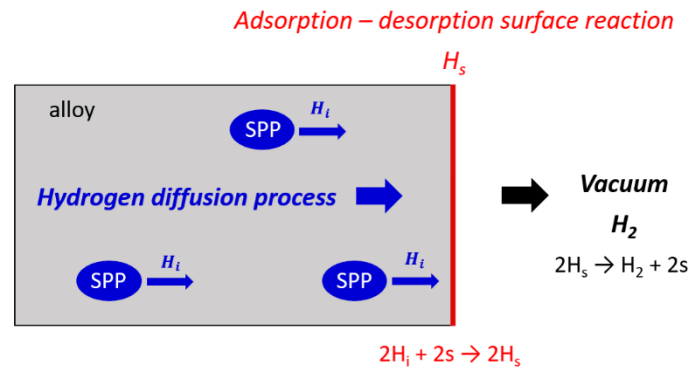 Adsorption – desorption surface reaction
Hₛ
alloy
SPP
Hᵢ
Hydrogen diffusion process
Vacuum
H₂
2Hₛ → H₂ + 2s
SPP
Hᵢ
SPP
Hᵢ
2Hᵢ + 2s → 2Hₛ